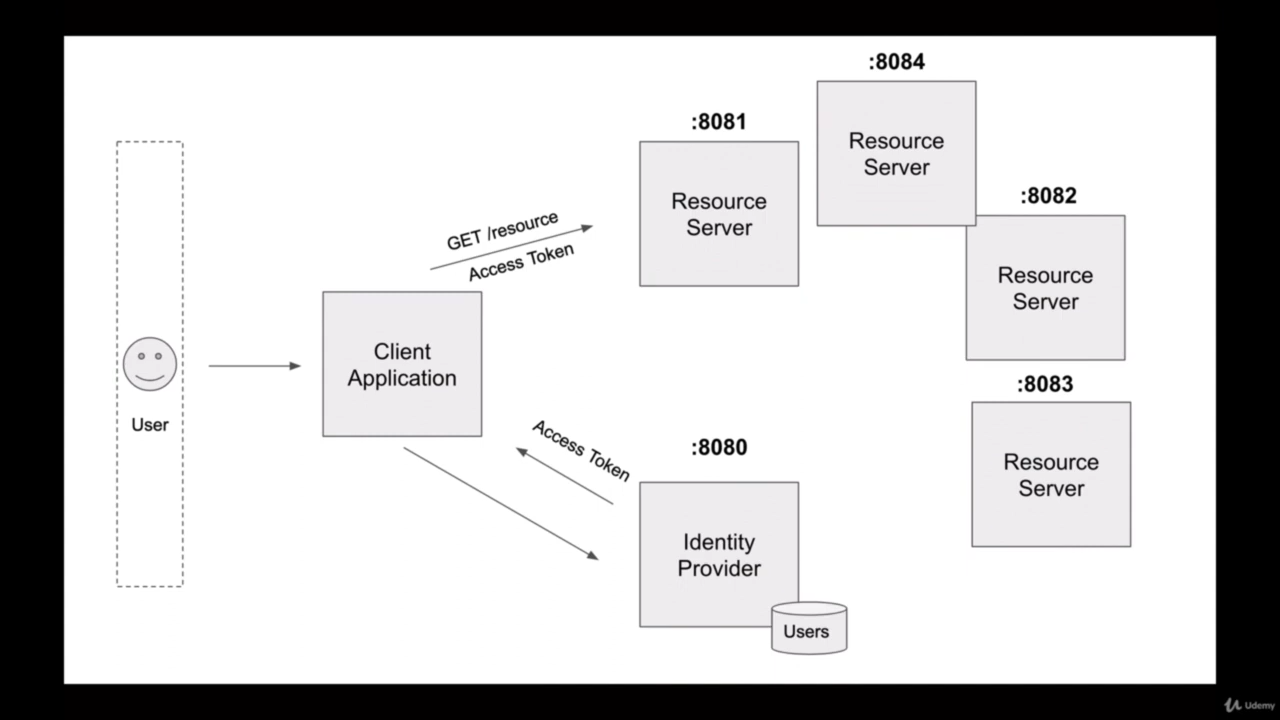 :8084
:8081
Resource
Server
:8082
Resource
Server
GET /resource
Access Token
Resource
Server
Client
Application
:8083
User
Access Token
:8080
Resource
Server
Identity
Provider
Users
Udemy